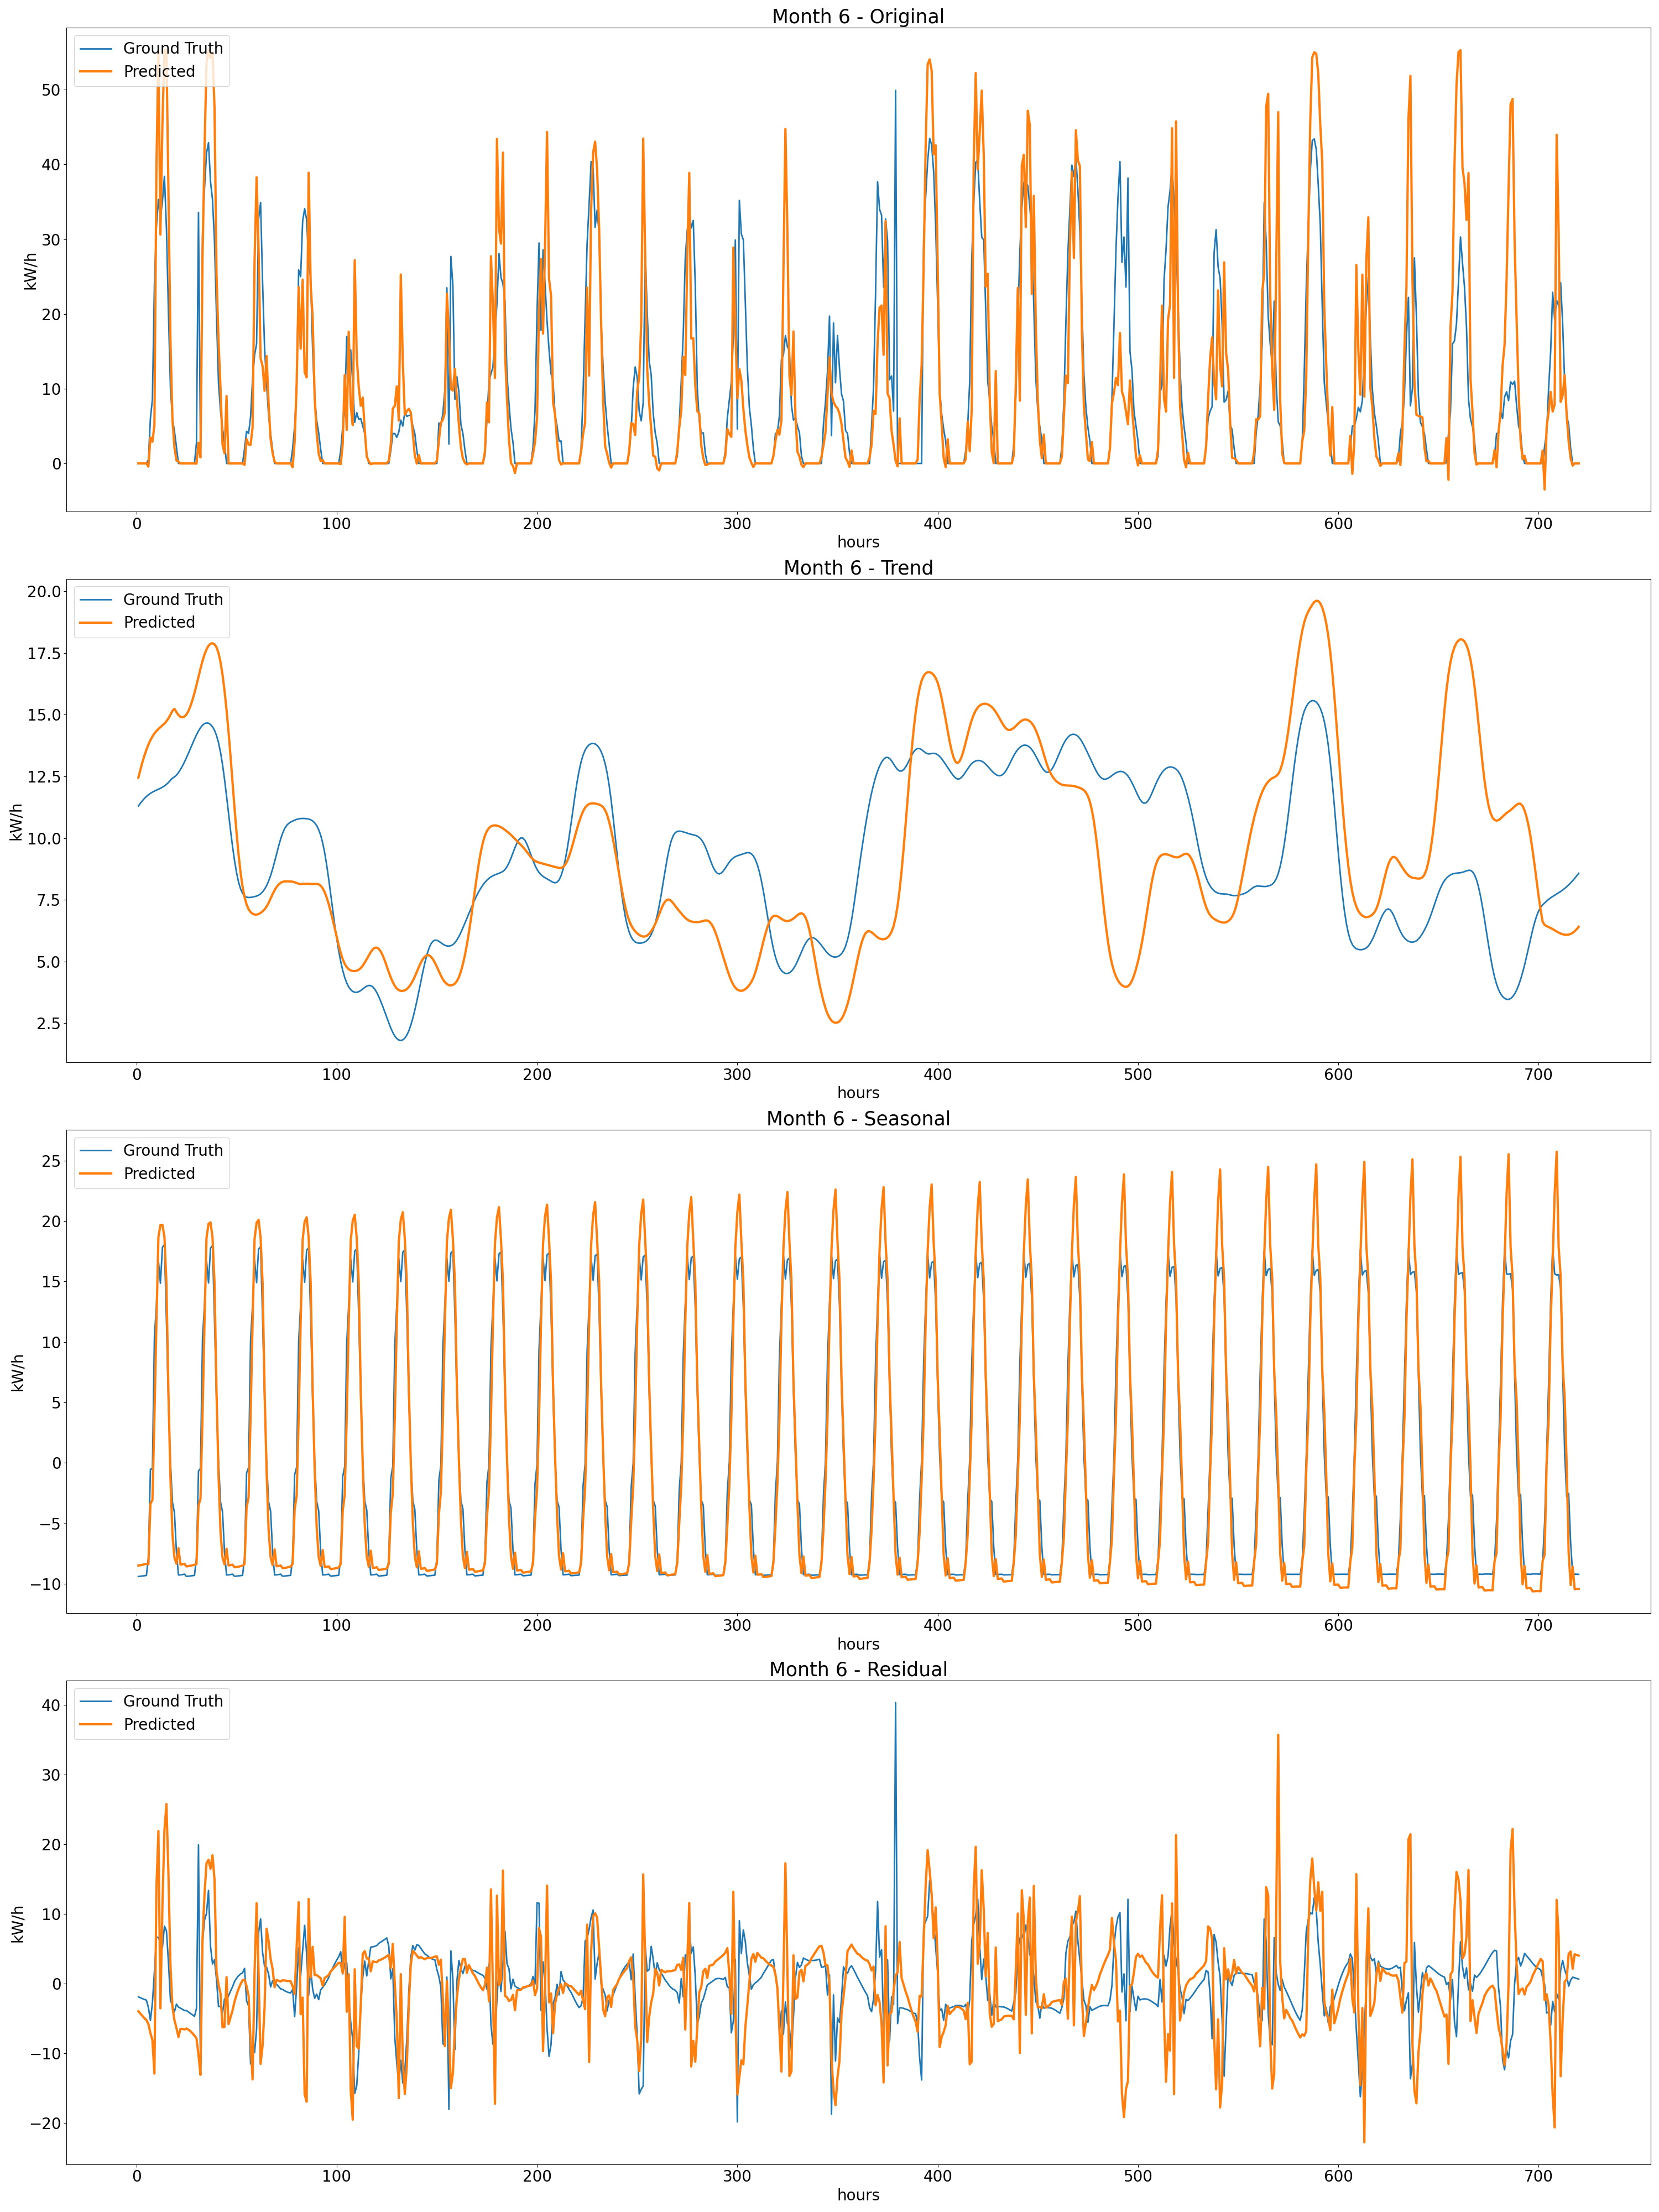 Month 6 - Original
Ground Truth
Predicted
50
40
30
20
10
0
kW/h
0 100 200 300 400 500 600 700
hours
Month 6 - Trend
Ground Truth
Predicted
20.0
17.5
15.0
12.5
10.0
7.5
5.0
2.5
kW/h
0 100 200 300 400 500 600 700
hours
Month 6 - Seasonal
Ground Truth
Predicted
25
20
15
10
5
0
−5
−10
kW/h
0 100 200 300 400 500 600 700
hours
Month 6 - Residual
Ground Truth
Predicted
40
30
20
10
0
−10
−20
kW/h
0 100 200 300 400 500 600 700
hours